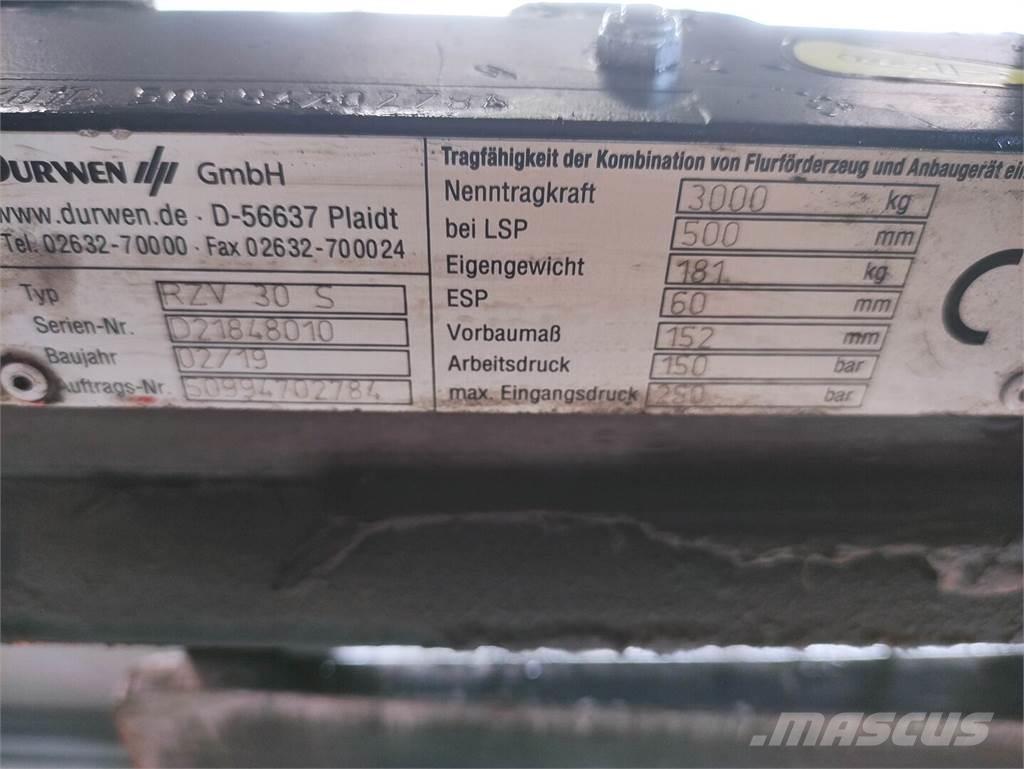 DURWEN GmbH
www.durwen.de · D-56637 Plaidt
Tel. 02632-70000 · Fax 02632-700024
Typ RZV 30 S
Serien-Nr. D21848010
Baujahr 02/19
Auftrags-Nr. 50994702784
Tragfähigkeit der Kombination von Flurförderzeug und Anbaugerät ein
Nenntragkraft 3000 kg
bei LSP 500 mm
Eigengewicht 181 kg
ESP 60 mm
Vorbaumaß 152 mm
Arbeitsdruck 150 bar
max. Eingangsdruck 250 bar
MASCUS